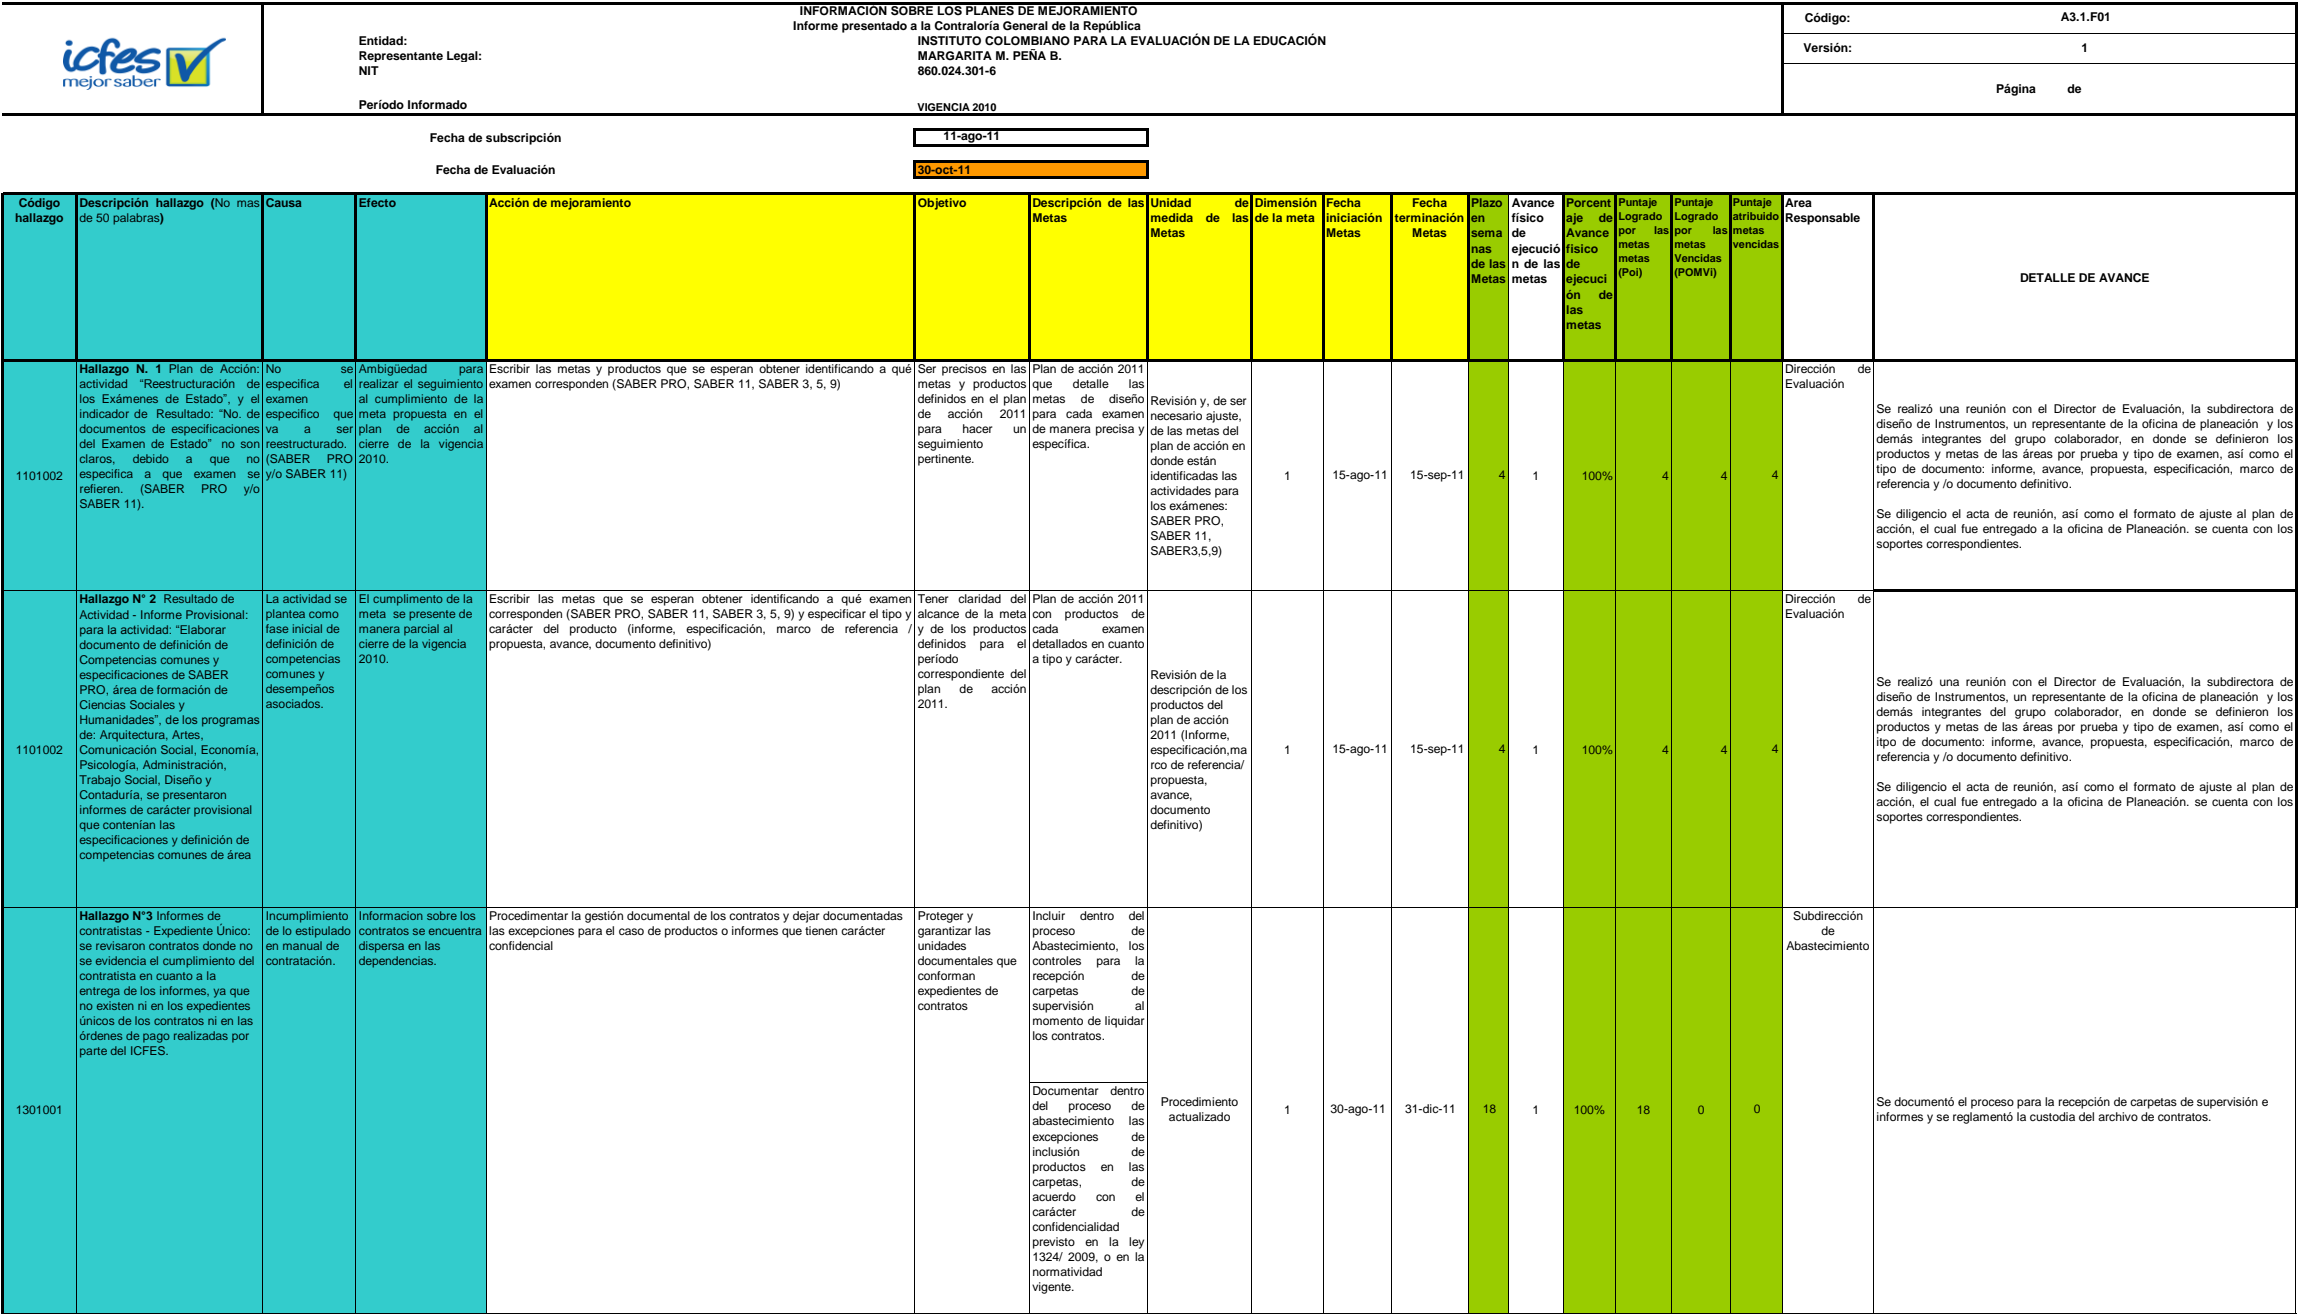 icfes
mejor saber
INFORMACIÓN SOBRE LOS PLANES DE MEJORAMIENTO
Informe presentado a la Contraloría General de la República
Entidad: INSTITUTO COLOMBIANO PARA LA EVALUACIÓN DE LA EDUCACIÓN
Representante Legal: MARGARITA M. PEÑA B.
NIT 860.024.301-6
Período Informado VIGENCIA 2010
Código: A3.1.F01
Versión: 1
Página de
Fecha de subscripción 11-ago-11
Fecha de Evaluación 30-oct-11
Código
hallazgo
Descripción hallazgo (No mas
de 50 palabras)
Causa
Efecto
Acción de mejoramiento
Objetivo
Descripción de las
Metas
Unidad de
medida de las
Metas
Dimensión
de la meta
Fecha
iniciación
Metas
Fecha
terminación
Metas
Plazo
en
sema
nas
de las
Metas
Avance
físico
de
ejecució
n de las
metas
Porcent
aje de
Avance
fisico
de
ejecuci
ón de
las
metas
Puntaje
Logrado
por las
metas
metas
(Poi)
Puntaje
Logrado
por las
metas
Vencidas
(POMVi)
Puntaje
atribuido
metas
vencidas
Area
Responsable
DETALLE DE AVANCE
1101002
Hallazgo N. 1 Plan de Acción:
actividad “Reestructuración de
los Exámenes de Estado”, y el
indicador de Resultado: “No. de
documentos de especificaciones
del Examen de Estado” no son
claros, debido a que no
especifica a que examen se
refieren. (SABER PRO y/o
SABER 11).
No se
especifica el
examen
especifico que
va a ser
reestructurado.
(SABER PRO
y/o SABER 11)
Ambigüedad para
realizar el seguimiento
al cumplimiento de la
meta propuesta en el
plan de acción al
cierre de la vigencia
2010.
Escribir las metas y productos que se esperan obtener identificando a qué
examen corresponden (SABER PRO, SABER 11, SABER 3, 5, 9)
Ser precisos en las
metas y productos
definidos en el plan
de acción 2011
para hacer un
seguimiento
pertinente.
Plan de acción 2011
que detalle las
metas de diseño
para cada examen
de manera precisa y
específica.
Revisión y, de ser
necesario ajuste,
de las metas del
plan de acción en
donde están
identificadas las
actividades para
los exámenes:
SABER PRO,
SABER 11,
SABER3,5,9)
1
15-ago-11
15-sep-11
4
1
100%
4
4
4
Dirección de
Evaluación
Se realizó una reunión con el Director de Evaluación, la subdirectora de
diseño de Instrumentos, un representante de la oficina de planeación y los
demás integrantes del grupo colaborador, en donde se definieron los
productos y metas de las áreas por prueba y tipo de examen, así como el
tipo de documento: informe, avance, propuesta, especificación, marco de
referencia y /o documento definitivo.
Se diligencio el acta de reunión, así como el formato de ajuste al plan de
acción, el cual fue entregado a la oficina de Planeación. se cuenta con los
soportes correspondientes.
1101002
Hallazgo N° 2 Resultado de
Actividad - Informe Provisional:
para la actividad: “Elaborar
documento de definición de
Competencias comunes y
especificaciones de SABER
PRO, área de formación de
Ciencias Sociales y
Humanidades”, de los programas
de: Arquitectura, Artes,
Comunicación Social, Economía,
Psicología, Administración,
Trabajo Social, Diseño y
Contaduría, se presentaron
informes de carácter provisional
que contenían las
especificaciones y definición de
competencias comunes de área
La actividad se
plantea como
fase inicial de
definición de
competencias
comunes y
desempeños
asociados.
El cumplimento de la
meta se presente de
manera parcial al
cierre de la vigencia
2010.
Escribir las metas que se esperan obtener identificando a qué examen
corresponden (SABER PRO, SABER 11, SABER 3, 5, 9) y especificar el tipo y
carácter del producto (informe, especificación, marco de referencia /
propuesta, avance, documento definitivo)
Tener claridad del
alcance de la meta
y de los productos
definidos para el
período
correspondiente del
plan de acción
2011.
Plan de acción 2011
con productos de
cada examen
detallados en cuanto
a tipo y carácter.
Revisión de la
descripción de los
productos del
plan de acción
2011 (Informe,
especificación,ma
rco de referencia/
propuesta,
avance,
documento
definitivo)
1
15-ago-11
15-sep-11
4
1
100%
4
4
4
Dirección de
Evaluación
Se realizó una reunión con el Director de Evaluación, la subdirectora de
diseño de Instrumentos, un representante de la oficina de planeación y los
demás integrantes del grupo colaborador, en donde se definieron los
productos y metas de las áreas por prueba y tipo de examen, así como el
itpo de documento: informe, avance, propuesta, especificación, marco de
referencia y /o documento definitivo.
Se diligencio el acta de reunión, así como el formato de ajuste al plan de
acción, el cual fue entregado a la oficina de Planeación. se cuenta con los
soportes correspondientes.
1301001
Hallazgo N°3 Informes de
contratistas - Expediente Único:
se revisaron contratos donde no
se evidencia el cumplimiento del
contratista en cuanto a la
entrega de los informes, ya que
no existen ni en los expedientes
únicos de los contratos ni en las
órdenes de pago realizadas por
parte del ICFES.
Incumplimiento
de lo estipulado
en manual de
contratación.
Informacion sobre los
contratos se encuentra
dispersa en las
dependencias.
Procedimentar la gestión documental de los contratos y dejar documentadas
las excepciones para el caso de productos o informes que tienen carácter
confidencial
Proteger y
garantizar las
unidades
documentales que
conforman
expedientes de
contratos
Incluir dentro del
proceso de
Abastecimiento, los
controles para la
recepción de
carpetas de
supervisión al
momento de liquidar
los contratos.
Documentar dentro
del proceso de
abastecimiento las
excepciones de
inclusión de
productos en las
carpetas, de
acuerdo con el
carácter de
confidencialidad
previsto en la ley
1324/ 2009, o en la
normatividad
vigente.
Procedimiento
actualizado
1
30-ago-11
31-dic-11
18
1
100%
18
0
0
Subdirección
de
Abastecimiento
Se documentó el proceso para la recepción de carpetas de supervisión e
informes y se reglamentó la custodia del archivo de contratos.